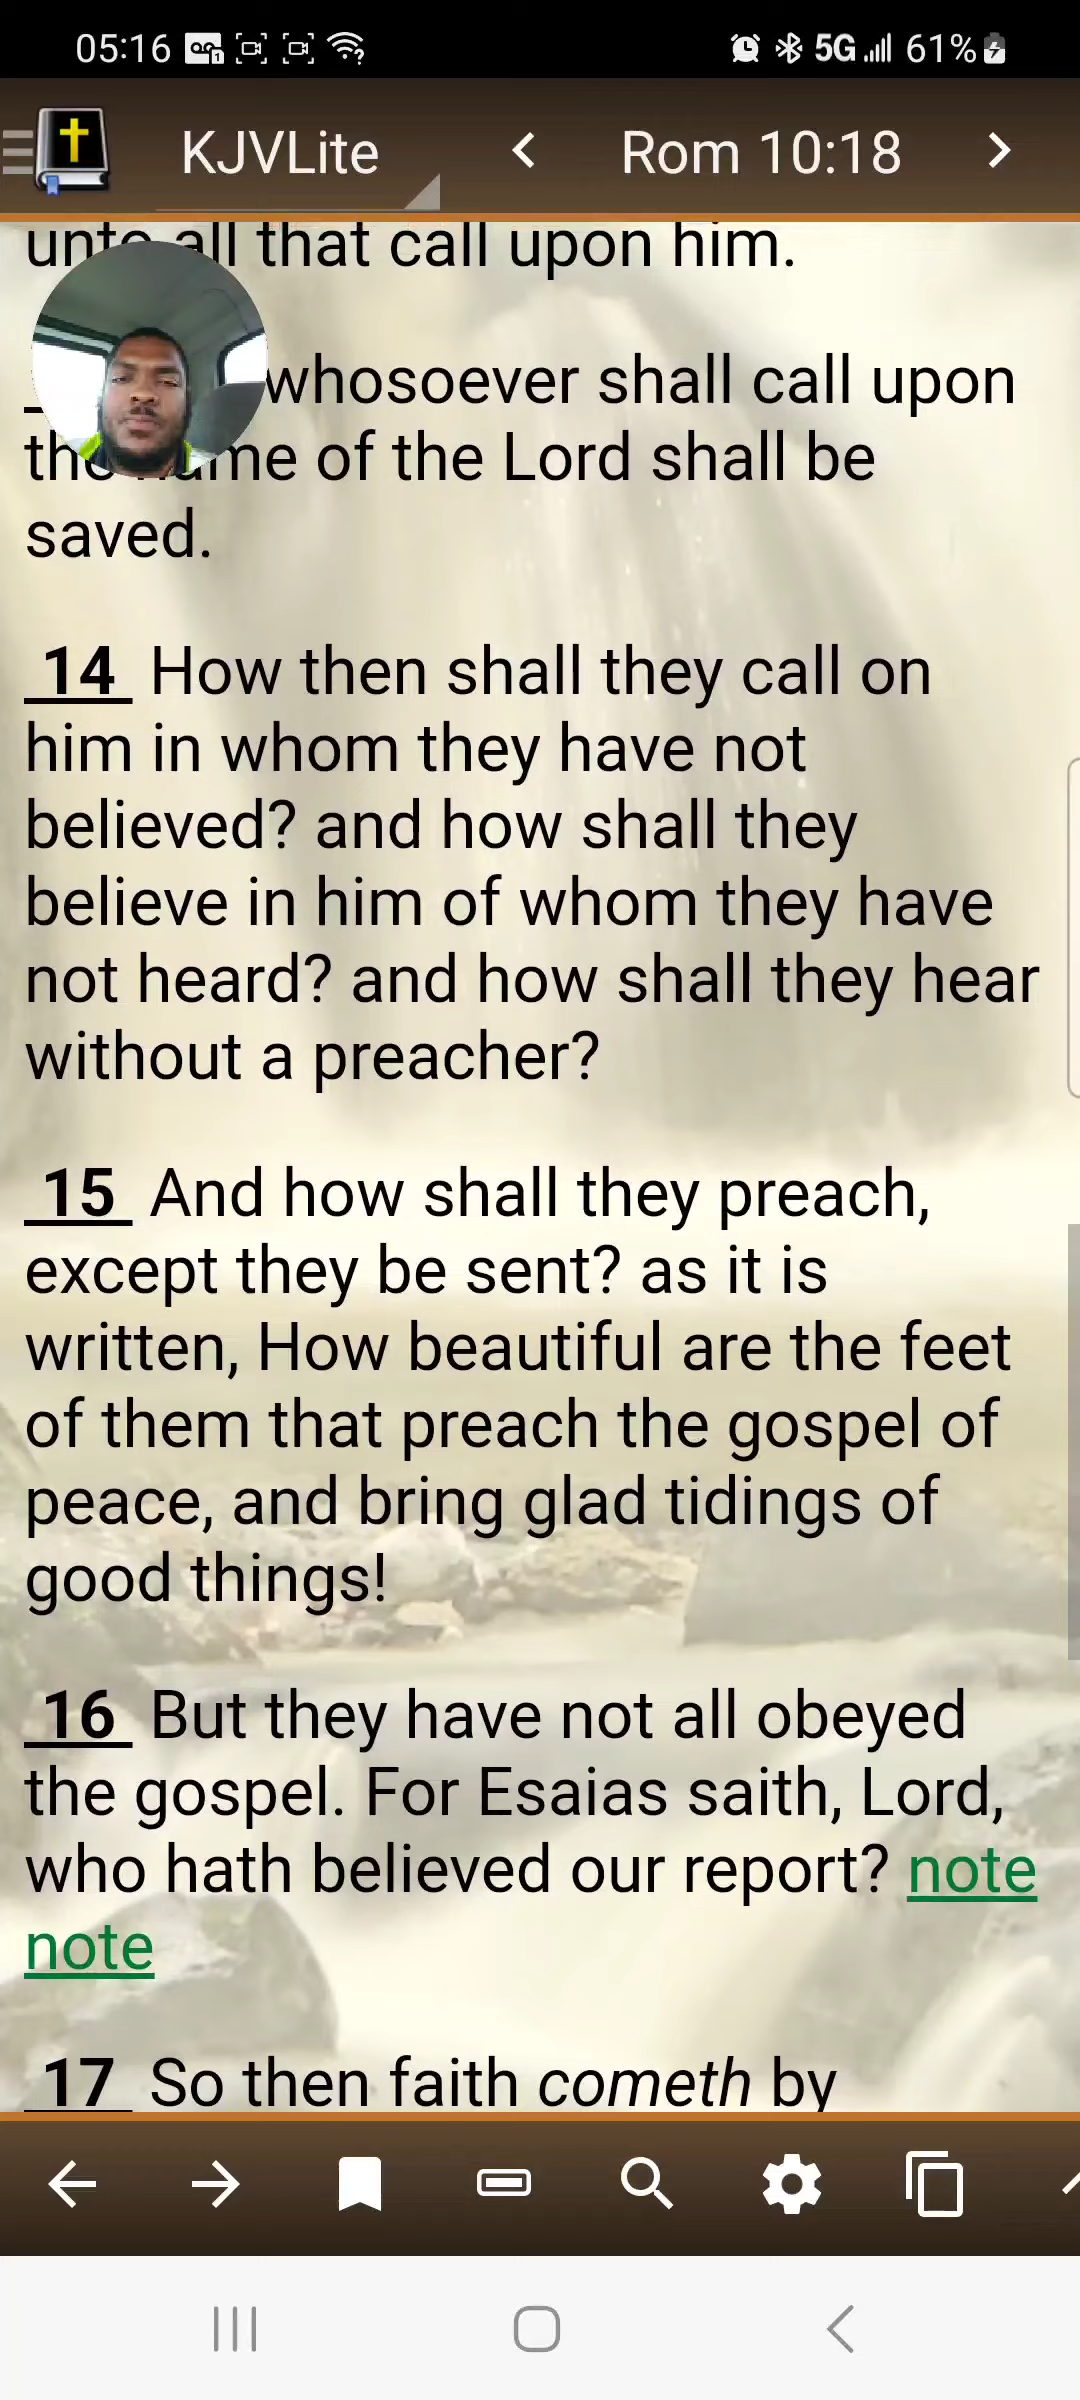 05:16 5G 61%
KJVLite < Rom 10:18 >
all that call upon him.
whosoever shall call upon
of the Lord shall be
saved.
14 How then shall they call on
him in whom they have not
believed? and how shall they
believe in him of whom they have
not heard? and how shall they hear
without a preacher?
15 And how shall they preach,
except they be sent? as it is
written, How beautiful are the feet
of them that preach the gospel of
peace, and bring glad tidings of
good things!
16 But they have not all obeyed
the gospel. For Esaias saith, Lord,
who hath believed our report? note
note
17 So then faith cometh by